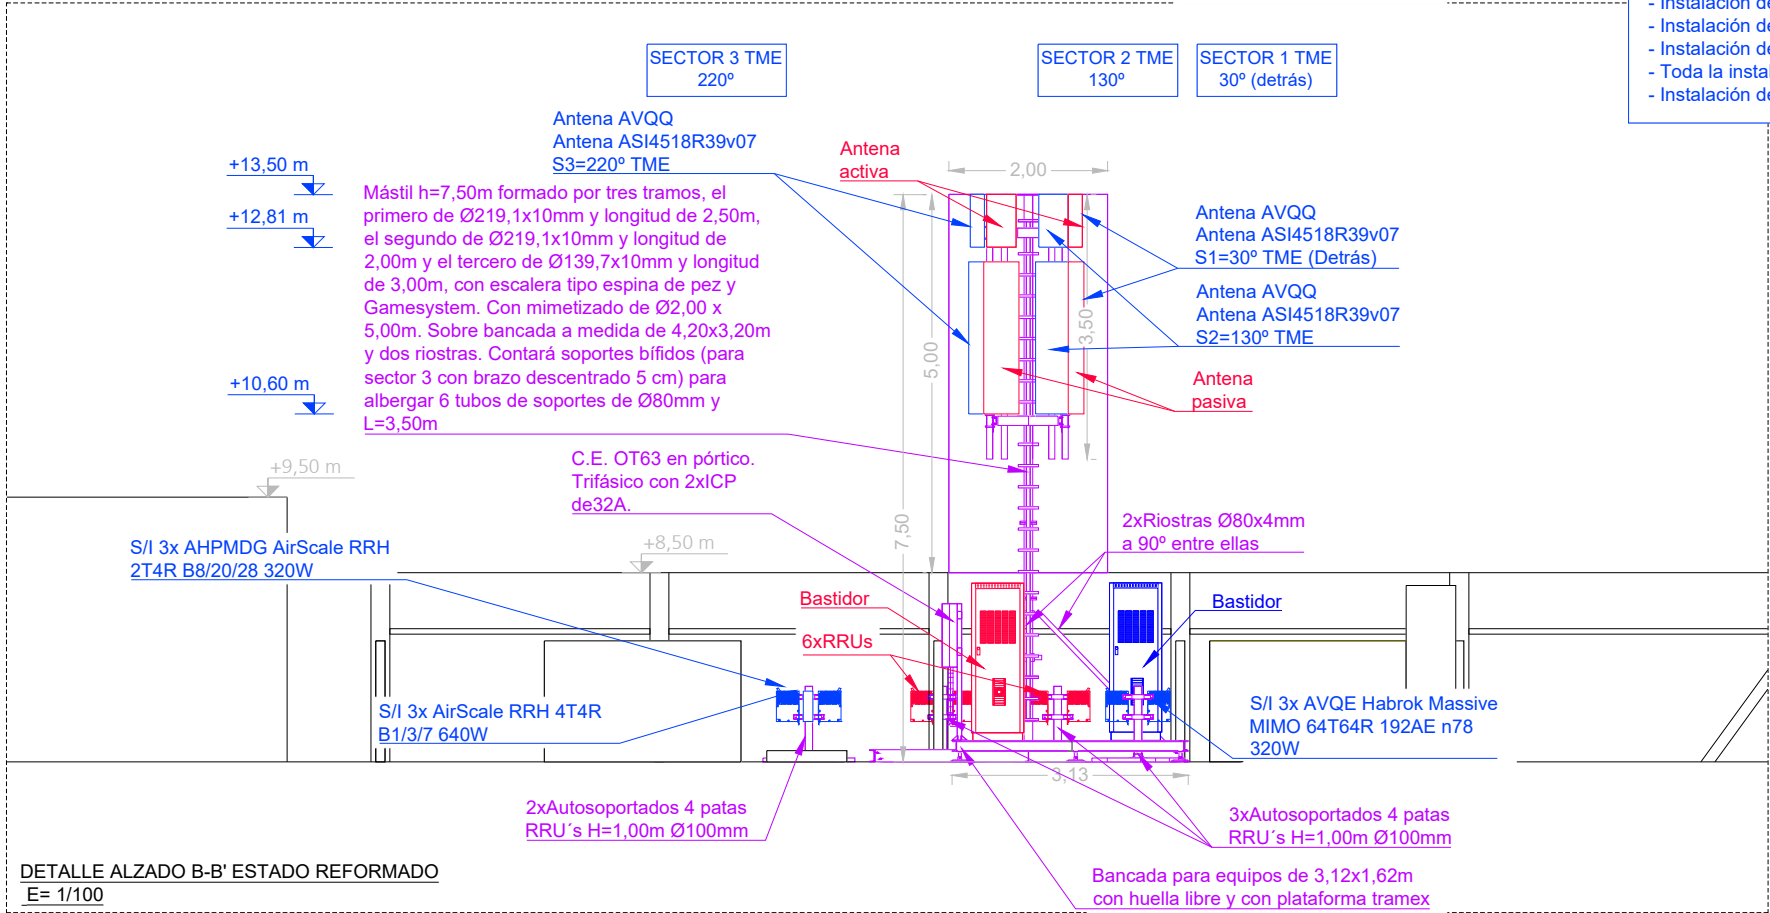 - Instalación de
- Instalación de
- Instalación de
- Toda la insta
- Instalación de
SECTOR 3 TME
220º
SECTOR 2 TME
130º
SECTOR 1 TME
30º (detrás)
Antena AVQQ
Antena ASI4518R39v07
S3=220º TME
Antena
activa
2,00
+13,50 m
+12,81 m
+10,60 m
Mástil h=7,50m formado por tres tramos, el
primero de Ø219,1x10mm y longitud de 2,50m,
el segundo de Ø219,1x10mm y longitud de
2,00m y el tercero de Ø139,7x10mm y longitud
de 3,00m, con escalera tipo espina de pez y
Gamesystem. Con mimetizado de Ø2,00 x
5,00m. Sobre bancada a medida de 4,20x3,20m
y dos riostras. Contará soportes bífidos (para
sector 3 con brazo descentrado 5 cm) para
albergar 6 tubos de soportes de Ø80mm y
L=3,50m
Antena AVQQ
Antena ASI4518R39v07
S1=30º TME (Detrás)
Antena AVQQ
Antena ASI4518R39v07
S2=130º TME
3,50
5,00
7,50
Antena
pasiva
+9,50 m
C.E. OT63 en pórtico.
Trifásico con 2xICP
de32A.
+8,50 m
2xRiostras Ø80x4mm
a 90º entre ellas
S/I 3x AHPMDG AirScale RRH
2T4R B8/20/28 320W
Bastidor
Bastidor
6xRRUs
S/I 3x AirScale RRH 4T4R
B1/3/7 640W
S/I 3x AVQE Habrok Massive
MIMO 64T64R 192AE n78
320W
3,13
2xAutosoportados 4 patas
RRU´s H=1,00m Ø100mm
3xAutosoportados 4 patas
RRU´s H=1,00m Ø100mm
Bancada para equipos de 3,12x1,62m
con huella libre y con plataforma tramex
DETALLE ALZADO B-B' ESTADO REFORMADO
E= 1/100